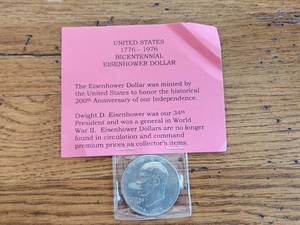 UNITED STATES
1776 - 1976
BICENTENNIAL
EISENHOWER DOLLAR
The Eisenhower Dollar was minted by
the United States to honor the historical
200th Anniversary of our Independence.
Dwight D. Eisenhower was our 34th
President and was a general in World
War II. Eisenhower Dollars are no longer
found in circulation and command
premium prices as collector's items.